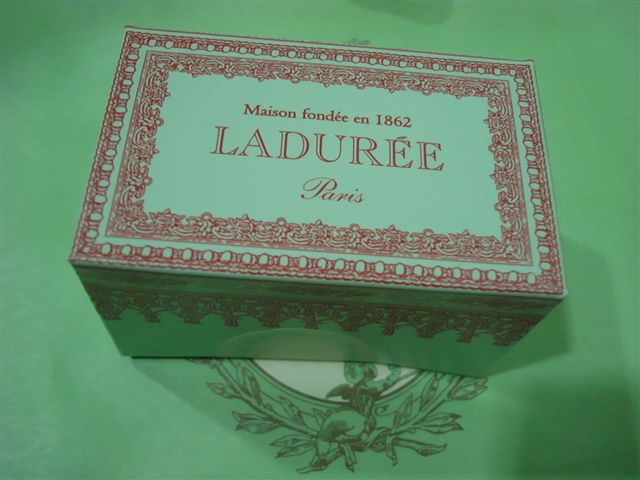 Maison fondée en 1862
LADURÉE
Paris